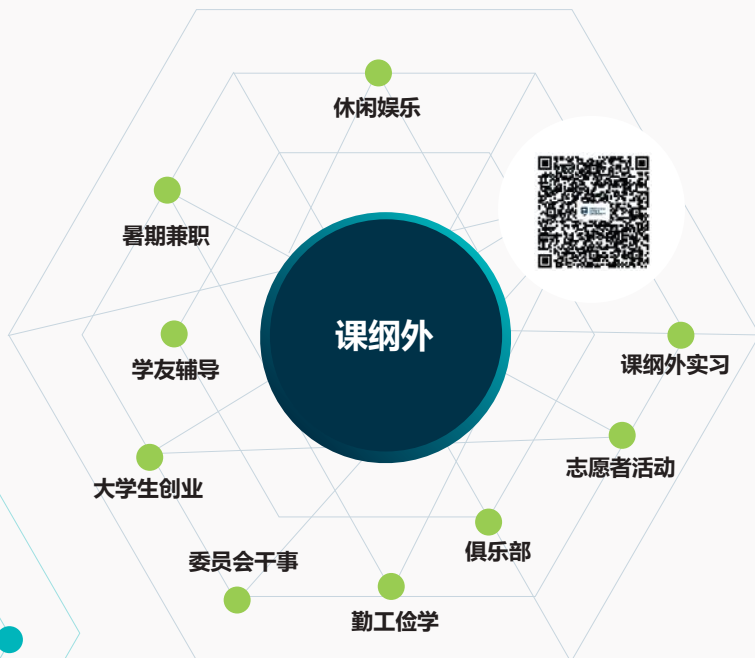 休闲娱乐
暑期兼职
课纲外
学友辅导
课纲外实习
大学生创业
志愿者活动
俱乐部
委员会干事
勤工俭学